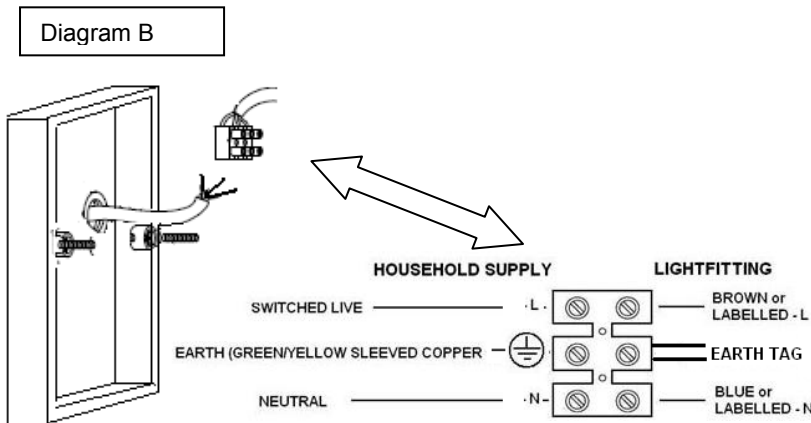 Diagram B
HOUSEHOLD SUPPLY
LIGHTFITTING
SWITCHED LIVE
L
BROWN or
LABELLED - L
EARTH (GREEN/YELLOW SLEEVED COPPER
EARTH TAG
NEUTRAL
N
BLUE or
LABELLED - N